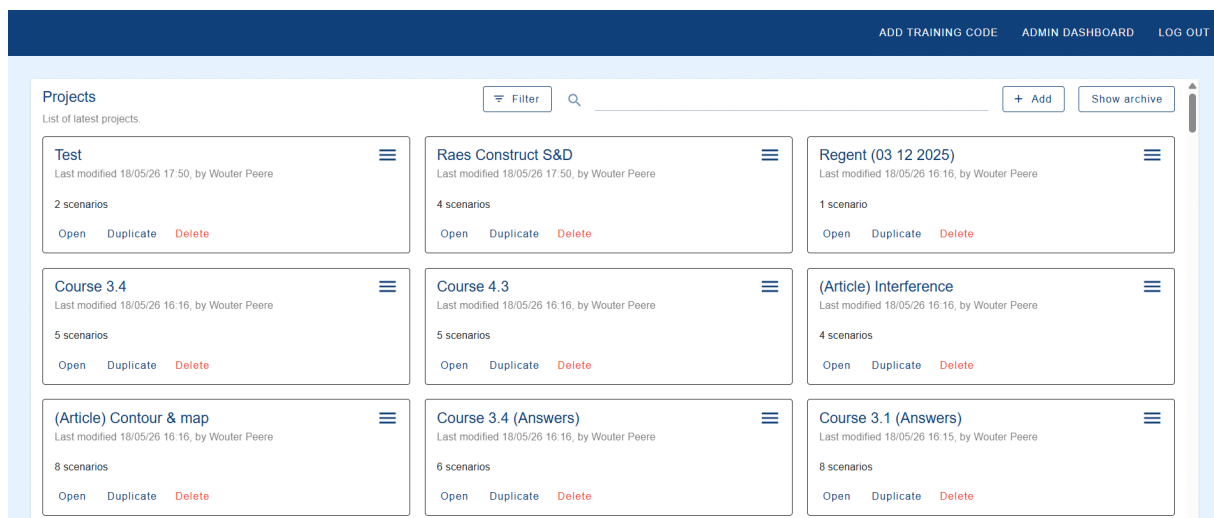 ADD TRAINING CODE ADMIN DASHBOARD LOG OUT
Projects
Filter
+ Add
Show archive
List of latest projects.
Test
Last modified 18/05/26 17:50, by Wouter Peere
2 scenarios
Open Duplicate Delete
Raes Construct S&D
Last modified 18/05/26 17:50, by Wouter Peere
4 scenarios
Open Duplicate Delete
Regent (03 12 2025)
Last modified 18/05/26 16:16, by Wouter Peere
1 scenario
Open Duplicate Delete
Course 3.4
Last modified 18/05/26 16:16, by Wouter Peere
5 scenarios
Open Duplicate Delete
Course 4.3
Last modified 18/05/26 16:16, by Wouter Peere
5 scenarios
Open Duplicate Delete
(Article) Interference
Last modified 18/05/26 16:16, by Wouter Peere
4 scenarios
Open Duplicate Delete
(Article) Contour & map
Last modified 18/05/26 16:16, by Wouter Peere
8 scenarios
Open Duplicate Delete
Course 3.4 (Answers)
Last modified 18/05/26 16:16, by Wouter Peere
6 scenarios
Open Duplicate Delete
Course 3.1 (Answers)
Last modified 18/05/26 16:15, by Wouter Peere
8 scenarios
Open Duplicate Delete